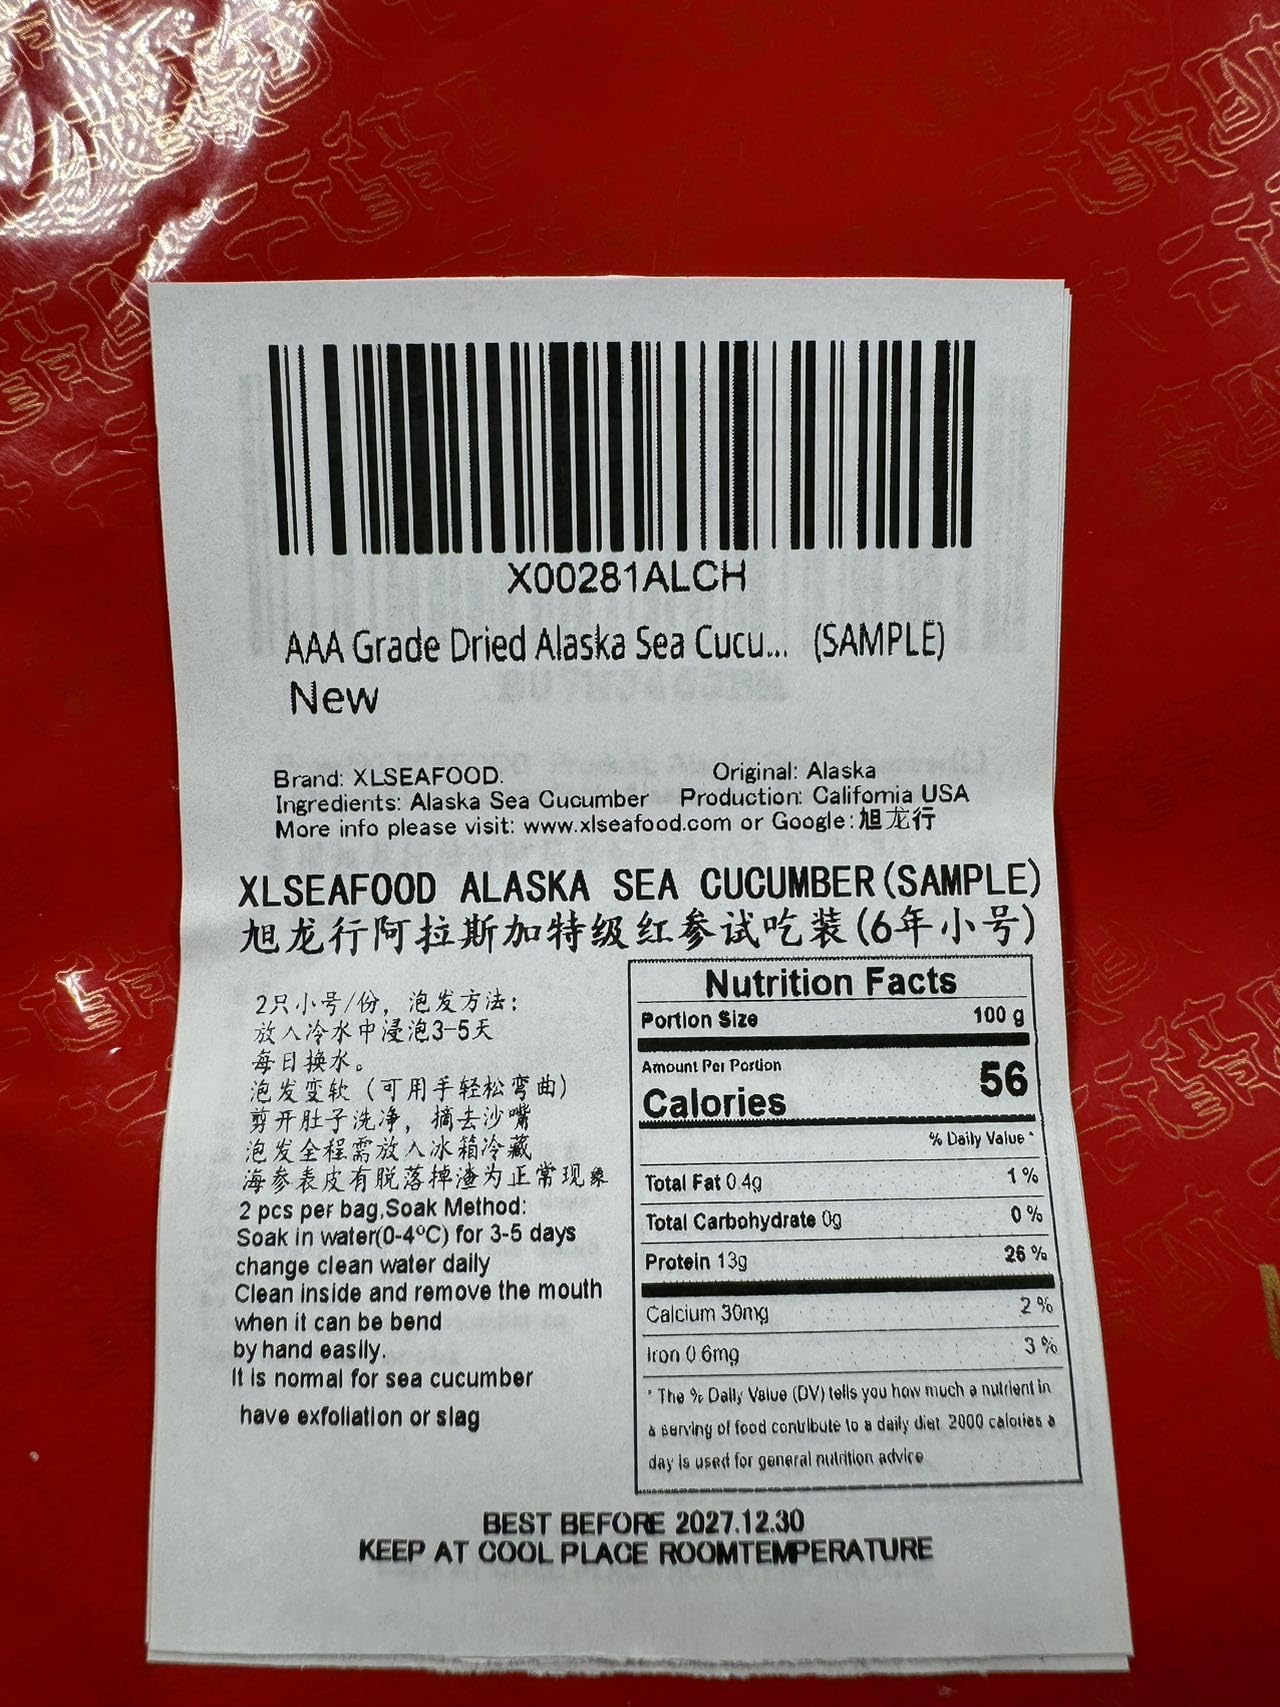 X00281ALCH
AAA Grade Dried Alaska Sea Cucu... (SAMPLE)
New
Brand: XLSEAFOOD. Original: Alaska
Ingredients: Alaska Sea Cucumber Production: California USA
More info please visit: www.xlseafood.com or Google:旭龙行
XLSEAFOOD ALASKA SEA CUCUMBER(SAMPLE)
旭龙行阿拉斯加特级红参试吃装(6年小号)
2只小号/份，泡发方法：
放入冷水中浸泡3-5天
每日换水。
泡发变软（可用手轻松弯曲）
剪开肚子洗净，摘去沙嘴
泡发全程需放入冰箱冷藏
海参表皮有脱落掉渣为正常现象
2 pcs per bag,Soak Method:
Soak in water(0-4ºC) for 3-5 days
change clean water daily
Clean inside and remove the mouth
when it can be bend
by hand easily.
It is normal for sea cucumber
have exfoliation or slag
Nutrition Facts
Portion Size 100 g
Amount Per Portion
Calories 56
% Daily Value *
Total Fat 0.4g 1 %
Total Carbohydrate 0g 0 %
Protein 13g 26 %
Calcium 30mg 2 %
Iron 0.6mg 3 %
* The % Daily Value (DV) tells you how much a nutrient in
a serving of food contribute to a daily diet. 2000 calories a
day is used for general nutrition advice
BEST BEFORE 2027.12.30
KEEP AT COOL PLACE ROOMTEMPERATURE